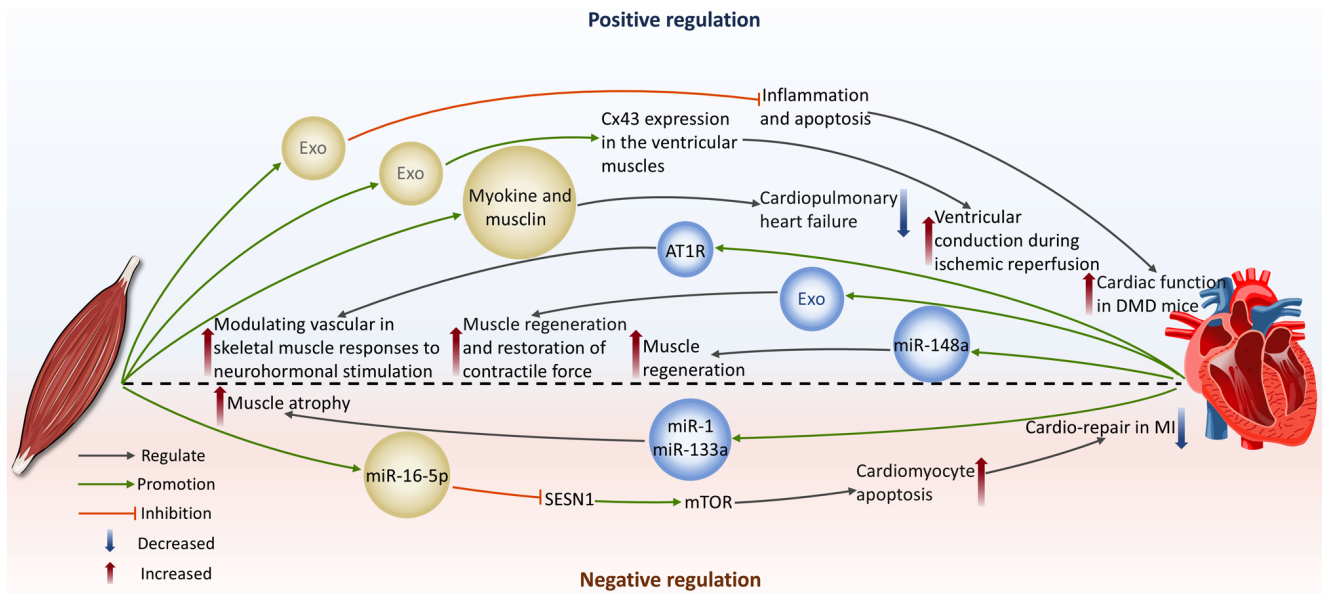 Positive regulation
Inflammation
and apoptosis
Exo
Cx43 expression
in the ventricular
muscles
Exo
Myokine and
musclin
Cardiopulmonary
heart failure
Ventricular
conduction during
ischemic reperfusion
AT1R
Cardiac function
in DMD mice
Exo
Modulating vascular in
skeletal muscle responses to
neurohormonal stimulation
Muscle regeneration
and restoration of
contractile force
Muscle
regeneration
miR-148a
Muscle atrophy
miR-1
miR-133a
Cardio-repair in MI
miR-16-5p
SESN1
mTOR
Cardiomyocyte
apoptosis
Regulate
Promotion
Inhibition
Decreased
Increased
Negative regulation